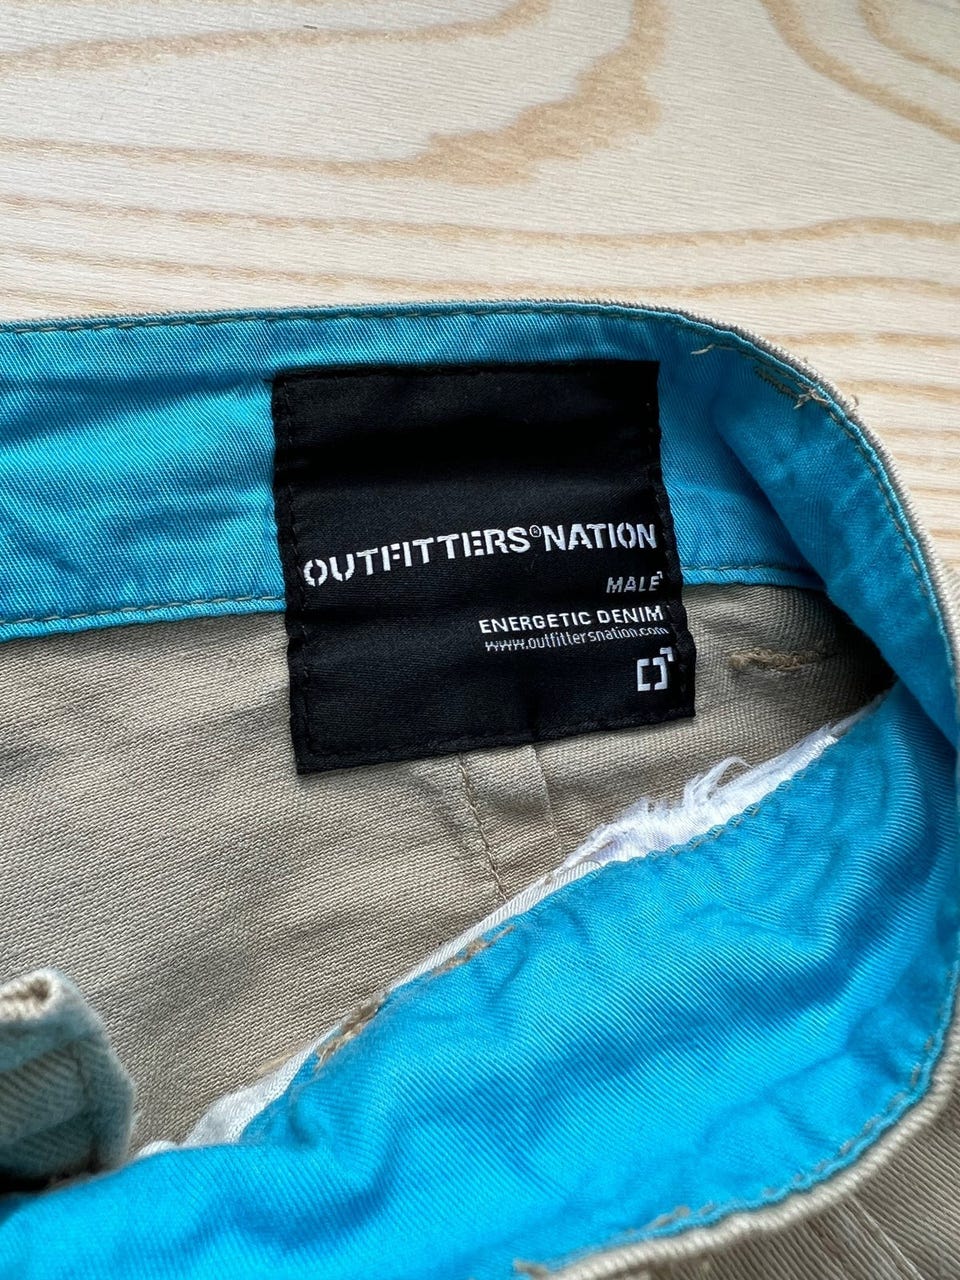 OUTFITTERS®NATION
MALE
ENERGETIC DENIM
www.outfittersnation.com